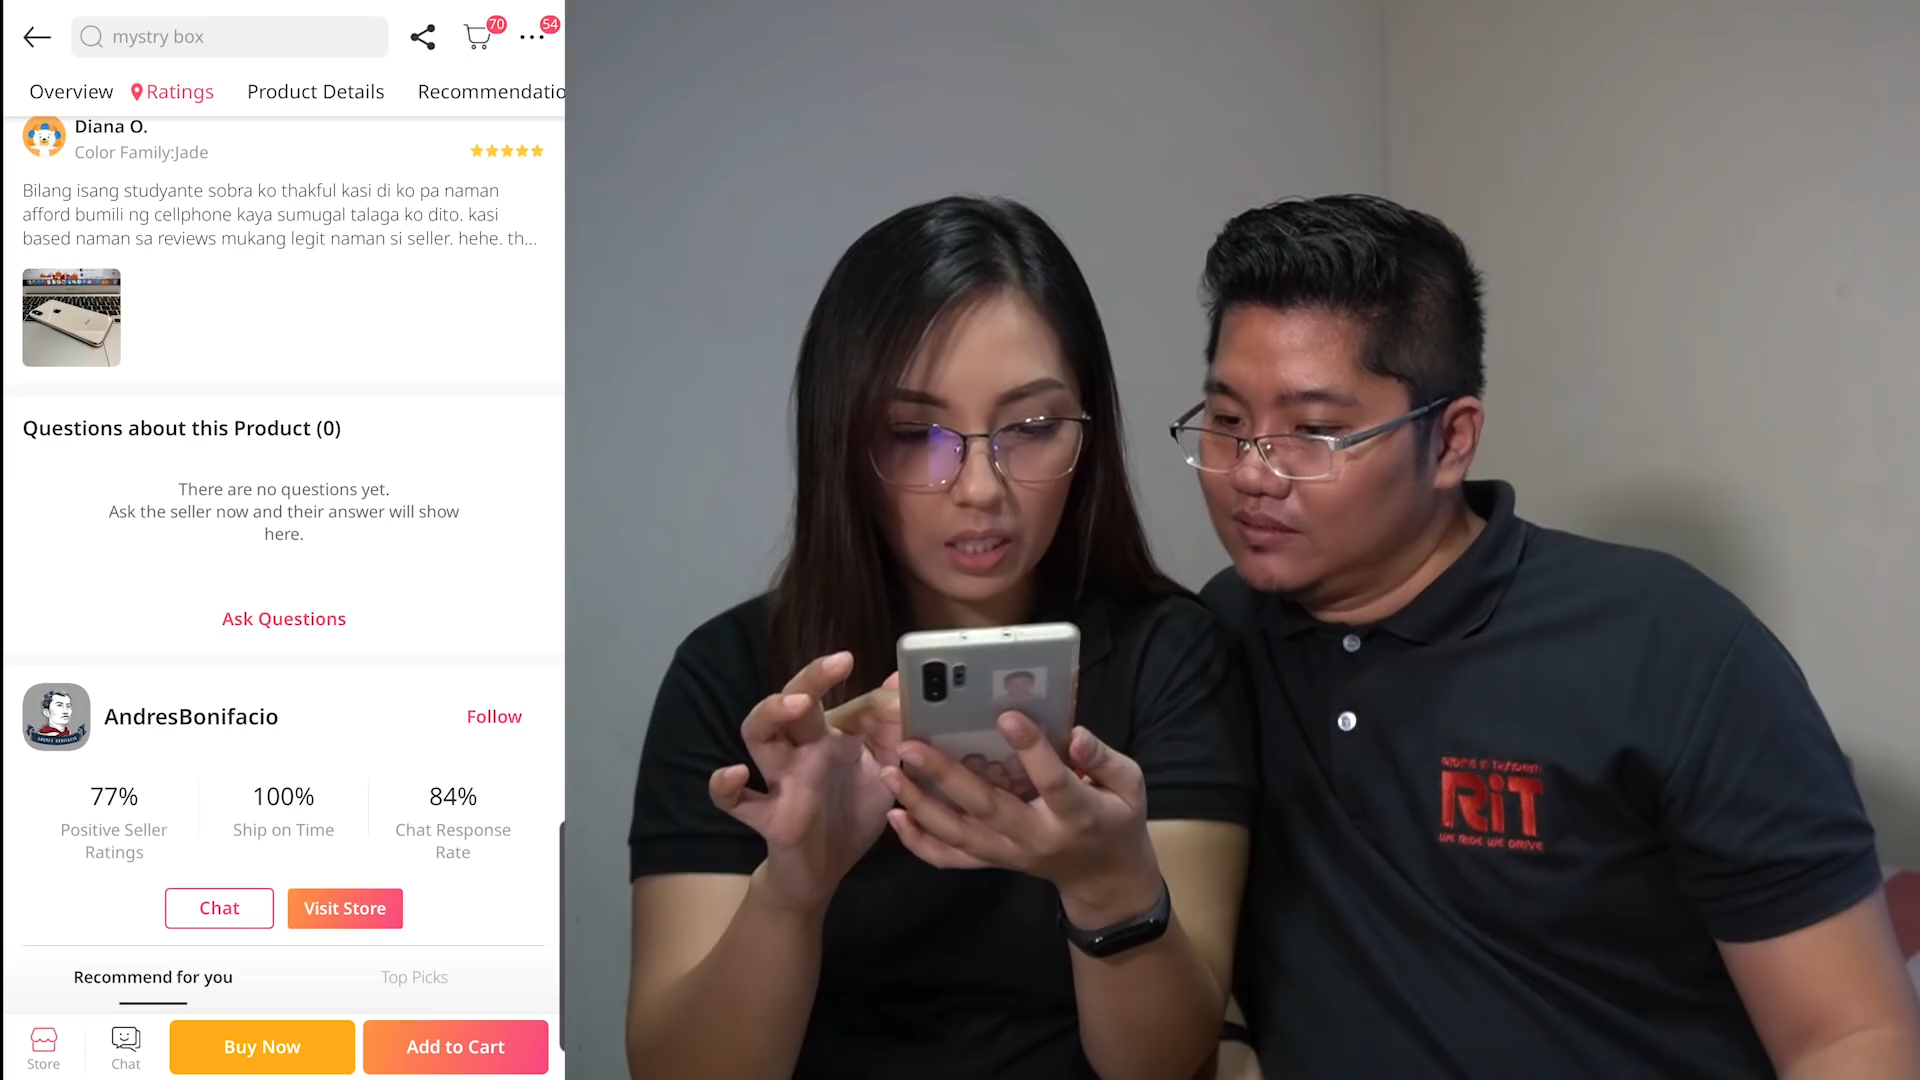 mystry box
70
54
Overview
Ratings
Product Details
Recommendatio
Diana O.
Color Family:Jade
Bilang isang studyante sobra ko thakful kasi di ko pa naman
afford bumili ng cellphone kaya sumugal talaga ko dito. kasi
based naman sa reviews mukang legit naman si seller. hehe. th...
Questions about this Product (0)
There are no questions yet.
Ask the seller now and their answer will show
here.
Ask Questions
AndresBonifacio
Follow
77%
100%
84%
Positive Seller
Ratings
Ship on Time
Chat Response
Rate
Chat
Visit Store
Recommend for you
Top Picks
Store
Chat
Buy Now
Add to Cart
RiT
WE RIDE WE DRIVE